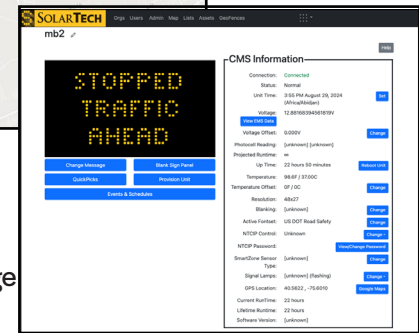 SOLARTECH Orgs Users Admin Map Lists Assets GeoFences
mb2
Help
STOPPED
TRAFFIC
AHEAD
Change Message Blank Sign Panel
QuickPicks Provision Unit
Events & Schedules
CMS Information
Connection: Connected
Status: Normal
Unit Time: 3:55 PM August 29, 2024 Set
(Africa/Abidjan)
Voltage: 12.88168394561819V
View EMS Data
Voltage Offset: 0.000V Change
Photocell Reading: [unknown] [unknown]
Projected Runtime: ∞
Up Time: 22 hours 50 minutes Reboot Unit
Temperature: 98.6F / 37.00C
Temperature Offset: 0F / 0C Change
Resolution: 48x27
Blanking: [unknown] Change
Active Fontset: US DOT Road Safety Change
NTCIP Control: Unknown Change
NTCIP Password: View/Change Password
SmartZone Sensor [unknown] Change
Type:
Signal Lamps: [unknown] (flashing) Change
GPS Location: 40.5622 , -75.6010 Google Maps
Current RunTime: 22 hours
Lifetime Runtime: 22 hours
Software Version: [unknown]
ge